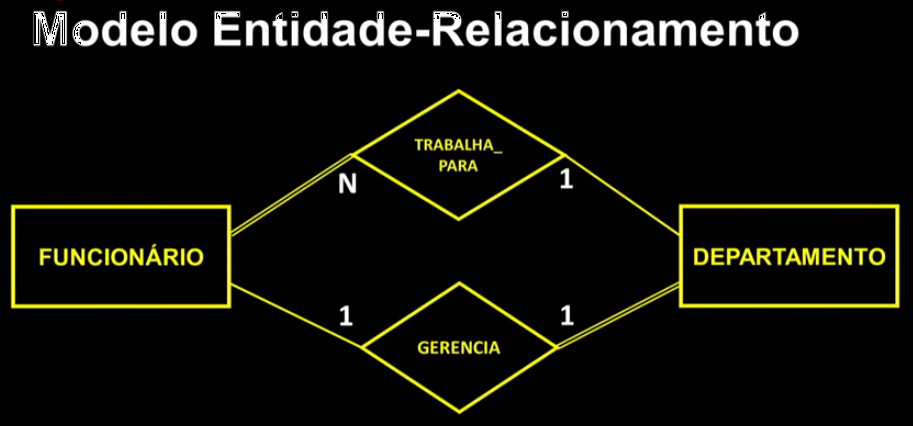 Modelo Entidade-Relacionamento
TRABALHA_
PARA
N
1
FUNCIONÁRIO
DEPARTAMENTO
1
1
GERENCIA